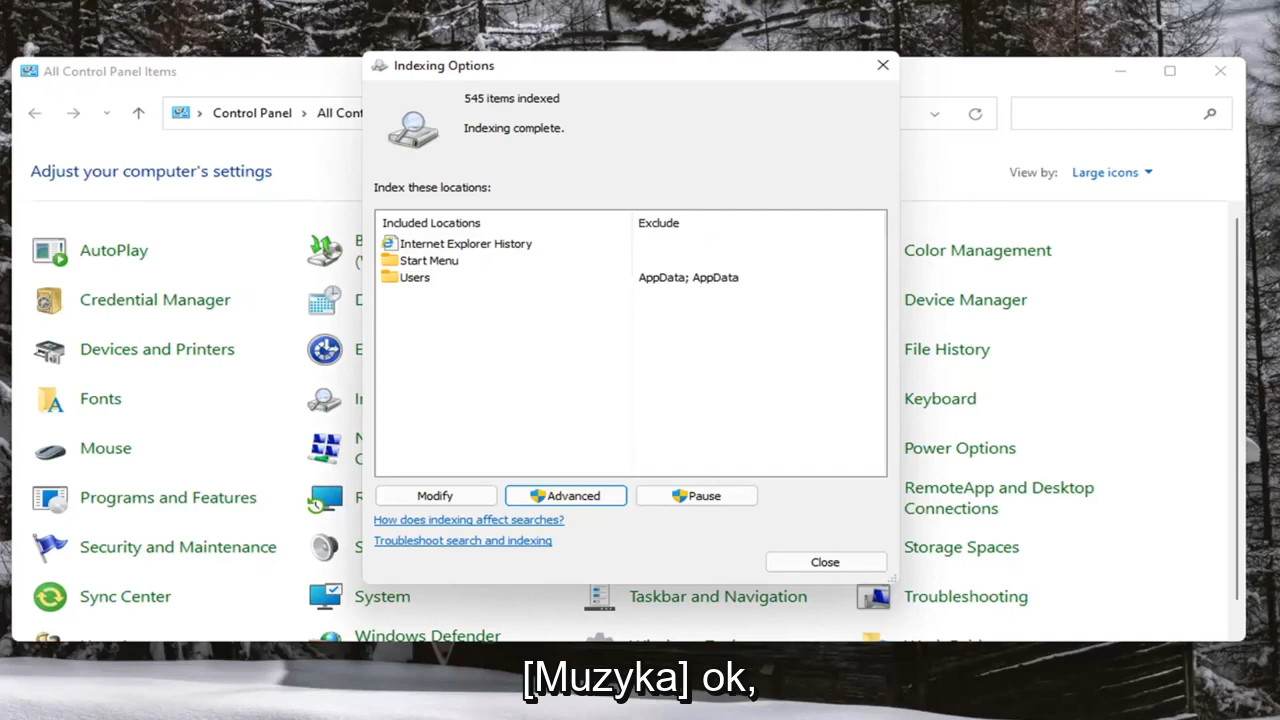 All Control Panel Items
Indexing Options
Control Panel
All Cont
545 items indexed
Indexing complete.
Adjust your computer's settings
View by: Large icons
Index these locations:
Included Locations Exclude
Internet Explorer History
Start Menu
Users AppData; AppData
AutoPlay
Credential Manager
Devices and Printers
Fonts
Mouse
Programs and Features
Security and Maintenance
Sync Center
System
Windows Defender
Taskbar and Navigation
Color Management
Device Manager
File History
Keyboard
Power Options
RemoteApp and Desktop
Connections
Storage Spaces
Troubleshooting
Modify Advanced Pause
How does indexing affect searches?
Troubleshoot search and indexing
Close
[Muzyka] ok,